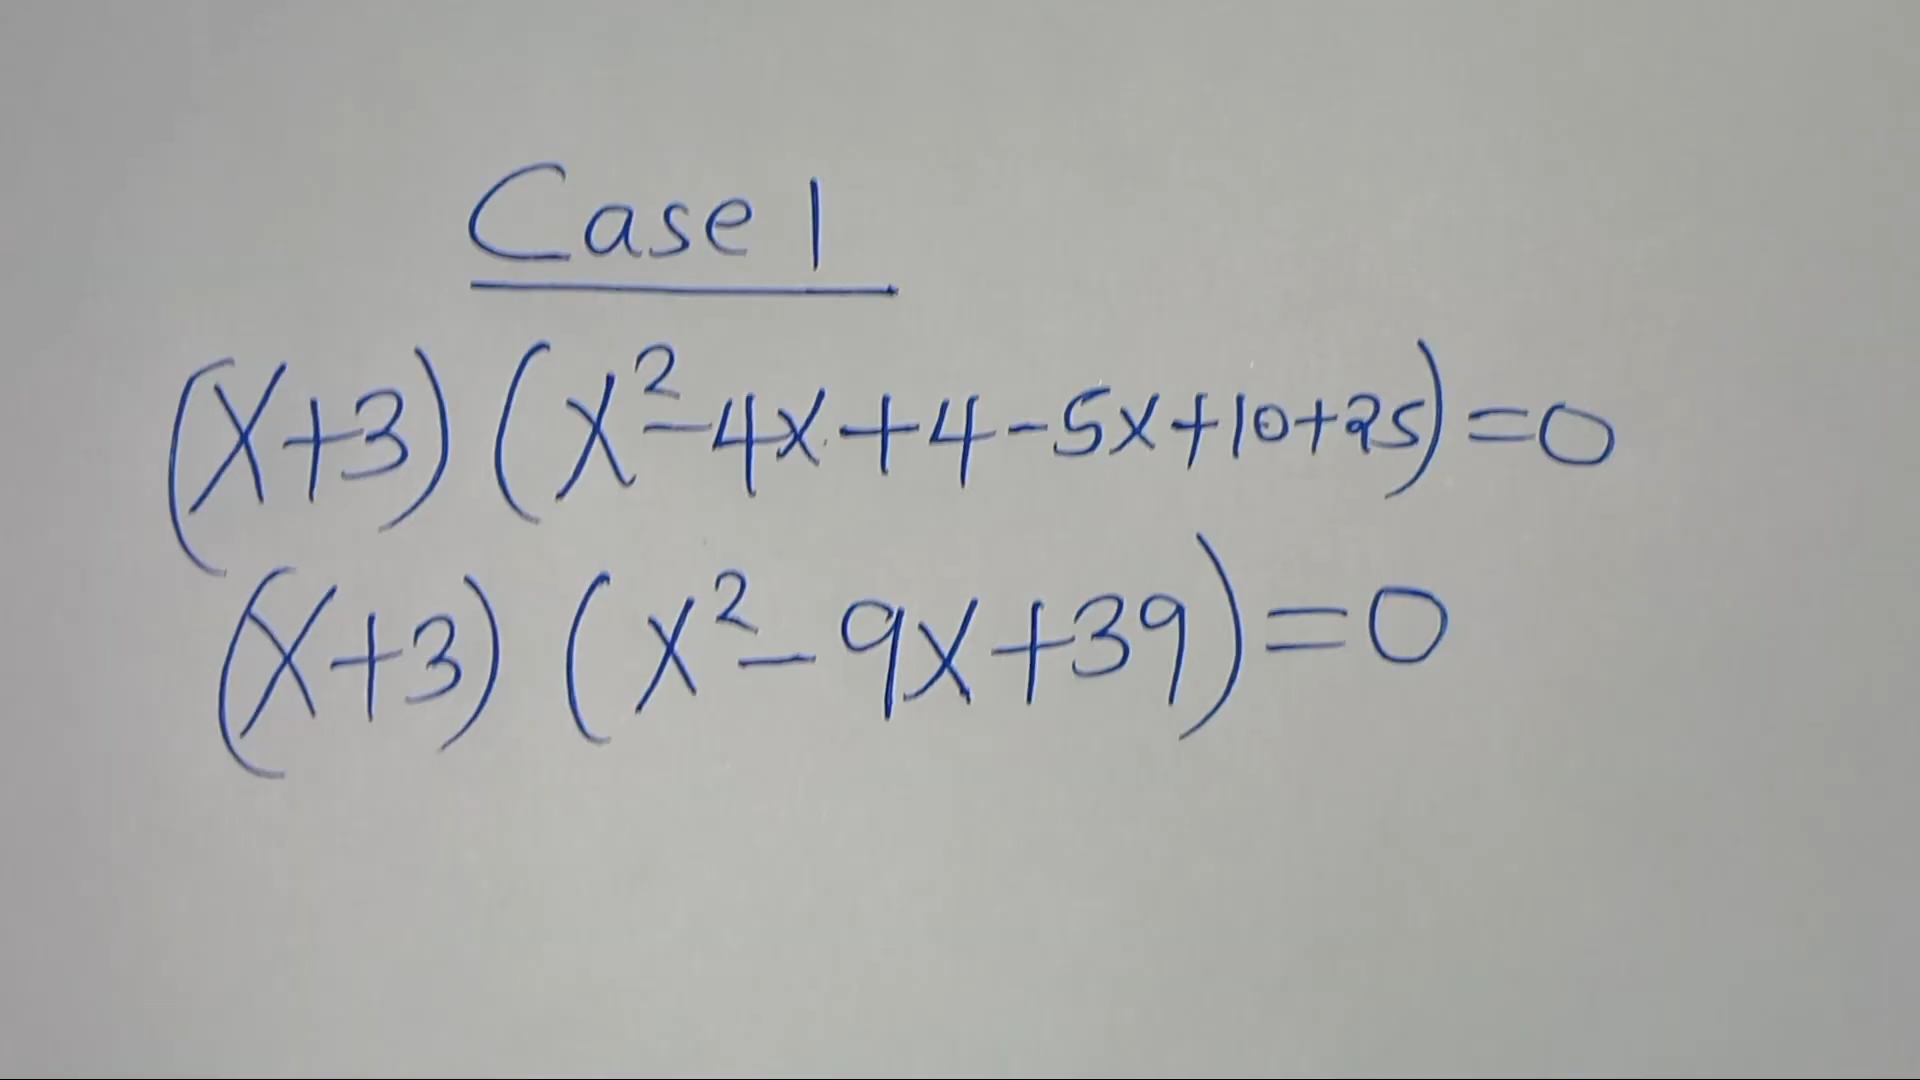 Case 1
(X+3) (X²-4X+4-5X+10+25)=0
(X+3) (X²-9X+39)=0